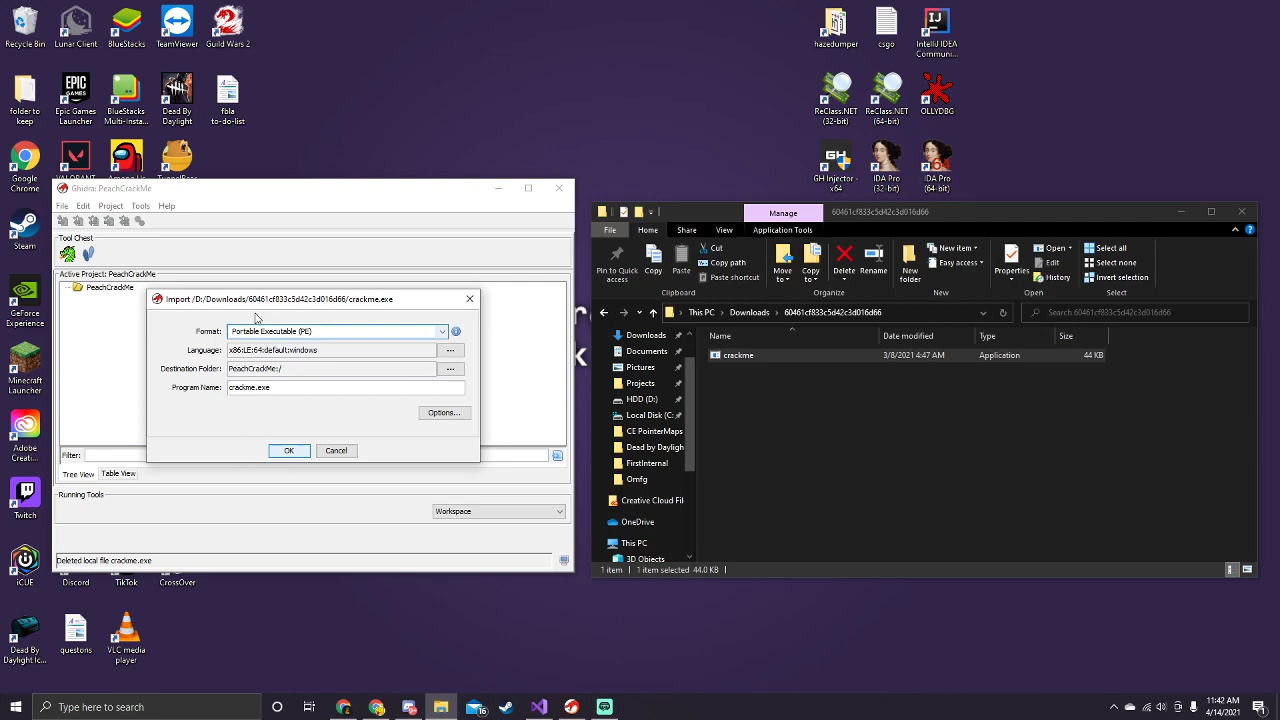 Recycle Bin
Lunar Client
BlueStacks
TeamViewer
Guild Wars 2
hazedumper
csgo
IntelliJ IDEA
Communi...
folder to
keep
Epic Games
Launcher
BlueStacks
Multi-insta...
Dead By
Daylight
fbla
to-do-list
ReClass.NET
(32-bit)
ReClass.NET
(64-bit)
OLLYDBG
Google
Chrome
GH Injector -
x64
IDA Pro
(32-bit)
IDA Pro
(64-bit)
Steam
GeForce
Experience
Minecraft
Launcher
Adobe
Creati...
Twitch
iCUE
Discord
TikTok
CrossOver
Dead By
Daylight Ic...
questons
VLC media
player
Ghidra: PeachCrackMe
File Edit Project Tools Help
Tool Chest
Active Project: PeachCrackMe
PeachCrackMe
Import /D:/Downloads/60461cf833c5d42c3d016d66/crackme.exe
Format: Portable Executable (PE)
Language: x86:LE:64:default:windows
Destination Folder: PeachCrackMe:/
Program Name: crackme.exe
Options...
OK Cancel
Filter:
Tree View Table View
Running Tools
Workspace
Deleted local file crackme.exe
Manage 60461cf833c5d42c3d016d66
File Home Share View Application Tools
Pin to Quick
access
Copy
Paste
Cut
Copy path
Paste shortcut
Clipboard
Move
to
Copy
to
Delete
Rename
Organize
New
folder
New item
Easy access
New
Properties
Open
Edit
History
Open
Select all
Select none
Invert selection
Select
This PC > Downloads > 60461cf833c5d42c3d016d66
Search 60461cf833c5d42c3d016d66
Name Date modified Type Size
crackme 3/8/2021 4:47 AM Application 44 KB
Downloads
Documents
Pictures
Projects
HDD (D:)
Local Disk (C:
CE PointerMaps
Dead by Dayligh
FirstInternal
Omfg
Creative Cloud Fil
OneDrive
This PC
3D Objects
1 item 1 item selected 44.0 KB
Type here to search
16
11:42 AM
4/14/2021